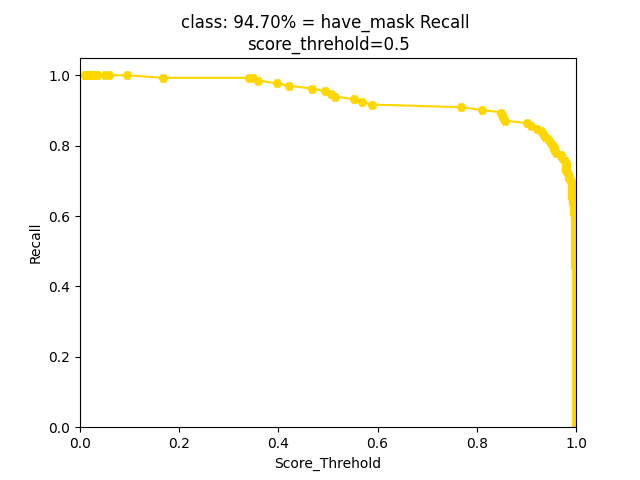 class: 94.70% = have_mask Recall
score_threhold=0.5
1.0
0.8
0.6
0.4
0.2
0.0
Recall
0.0 0.2 0.4 0.6 0.8 1.0
Score_Threhold